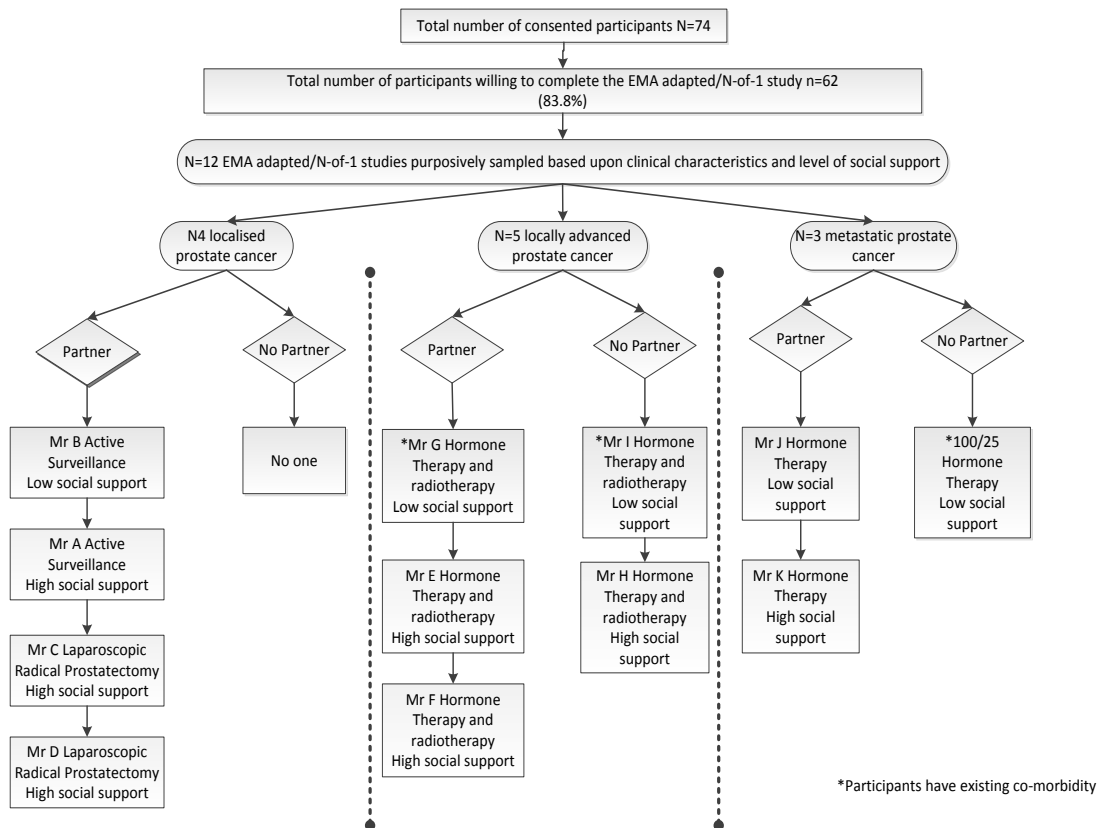 Total number of consented participants N=74
Total number of participants willing to complete the EMA adapted/N-of-1 study n=62
(83.8%)
N=12 EMA adapted/N-of-1 studies purposively sampled based upon clinical characteristics and level of social support
N4 localised
prostate cancer
N=5 locally advanced
prostate cancer
N=3 metastatic prostate
cancer
Partner
No Partner
Partner
No Partner
Partner
No Partner
Mr B Active
Surveillance
Low social support
Mr A Active
Surveillance
High social support
Mr C Laparoscopic
Radical Prostatectomy
High social support
Mr D Laparoscopic
Radical Prostatectomy
High social support
No one
*Mr G Hormone
Therapy and
radiotherapy
Low social support
Mr E Hormone
Therapy and
radiotherapy
High social support
Mr F Hormone
Therapy and
radiotherapy
High social support
*Mr I Hormone
Therapy and
radiotherapy
Low social
support
Mr H Hormone
Therapy and
radiotherapy
High social
support
Mr J Hormone
Therapy
Low social
support
Mr K Hormone
Therapy
High social
support
*100/25
Hormone
Therapy
Low social
support
*Participants have existing co-morbidity